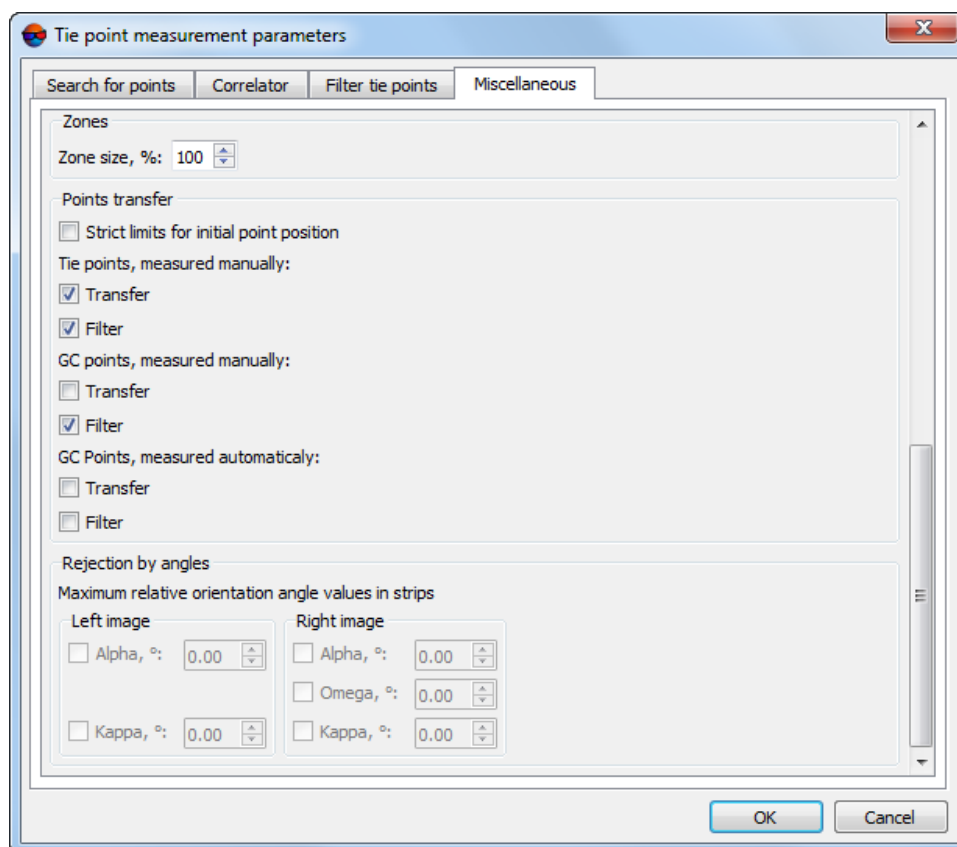 Tie point measurement parameters
Search for points Correlator Filter tie points Miscellaneous
Zones
Zone size, %: 100
Points transfer
Strict limits for initial point position
Tie points, measured manually:
Transfer
Filter
GC points, measured manually:
Transfer
Filter
GC Points, measured automaticaly:
Transfer
Filter
Rejection by angles
Maximum relative orientation angle values in strips
Left image Right image
Alpha, °: 0.00 Alpha, °: 0.00
Omega, °: 0.00
Kappa, °: 0.00 Kappa, °: 0.00
OK Cancel